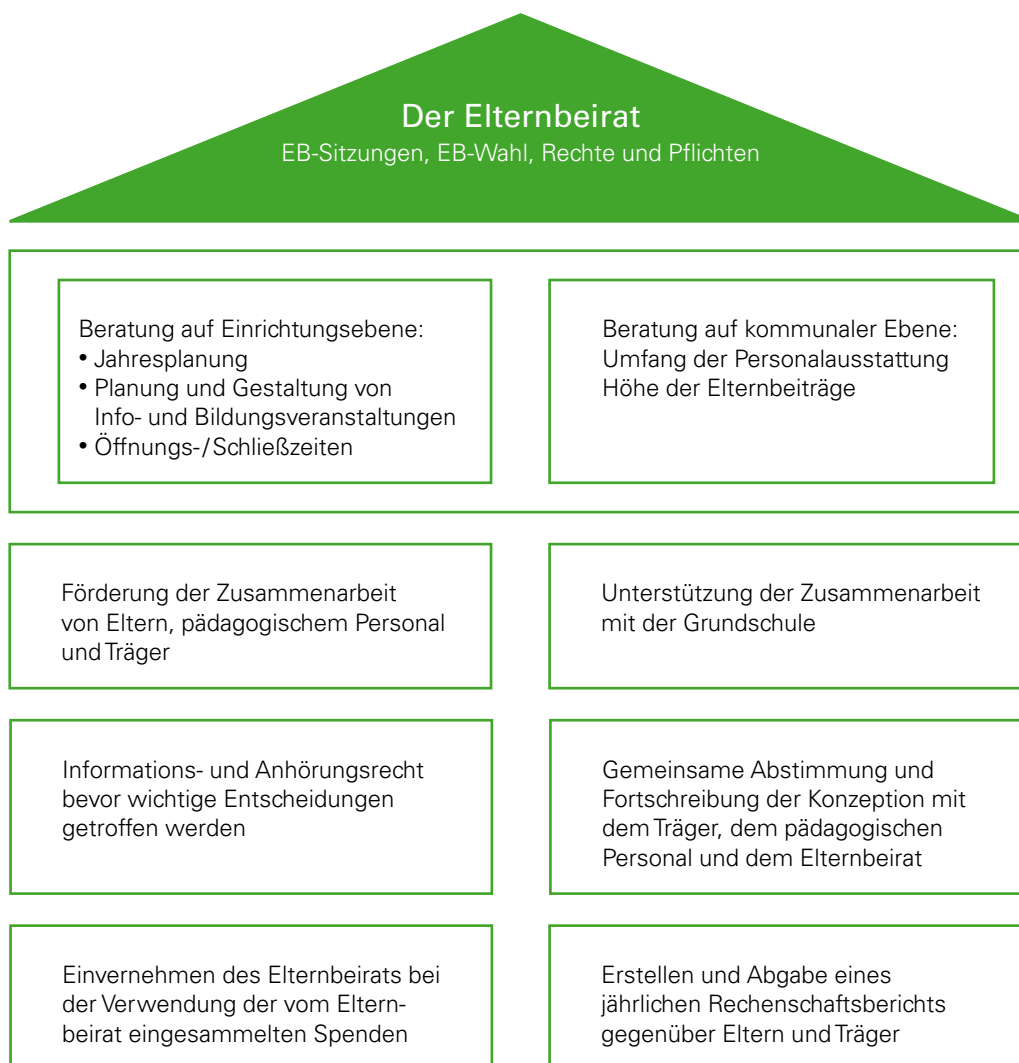 Der Elternbeirat
EB-Sitzungen, EB-Wahl, Rechte und Pflichten
Beratung auf Einrichtungsebene:
• Jahresplanung
• Planung und Gestaltung von
Info- und Bildungsveranstaltungen
• Öffnungs-/Schließzeiten
Beratung auf kommunaler Ebene:
Umfang der Personalausstattung
Höhe der Elternbeiträge
Förderung der Zusammenarbeit
von Eltern, pädagogischem Personal
und Träger
Unterstützung der Zusammenarbeit
mit der Grundschule
Informations- und Anhörungsrecht
bevor wichtige Entscheidungen
getroffen werden
Gemeinsame Abstimmung und
Fortschreibung der Konzeption mit
dem Träger, dem pädagogischen
Personal und dem Elternbeirat
Einvernehmen des Elternbeirats bei
der Verwendung der vom Eltern-
beirat eingesammelten Spenden
Erstellen und Abgabe eines
jährlichen Rechenschaftsberichts
gegenüber Eltern und Träger